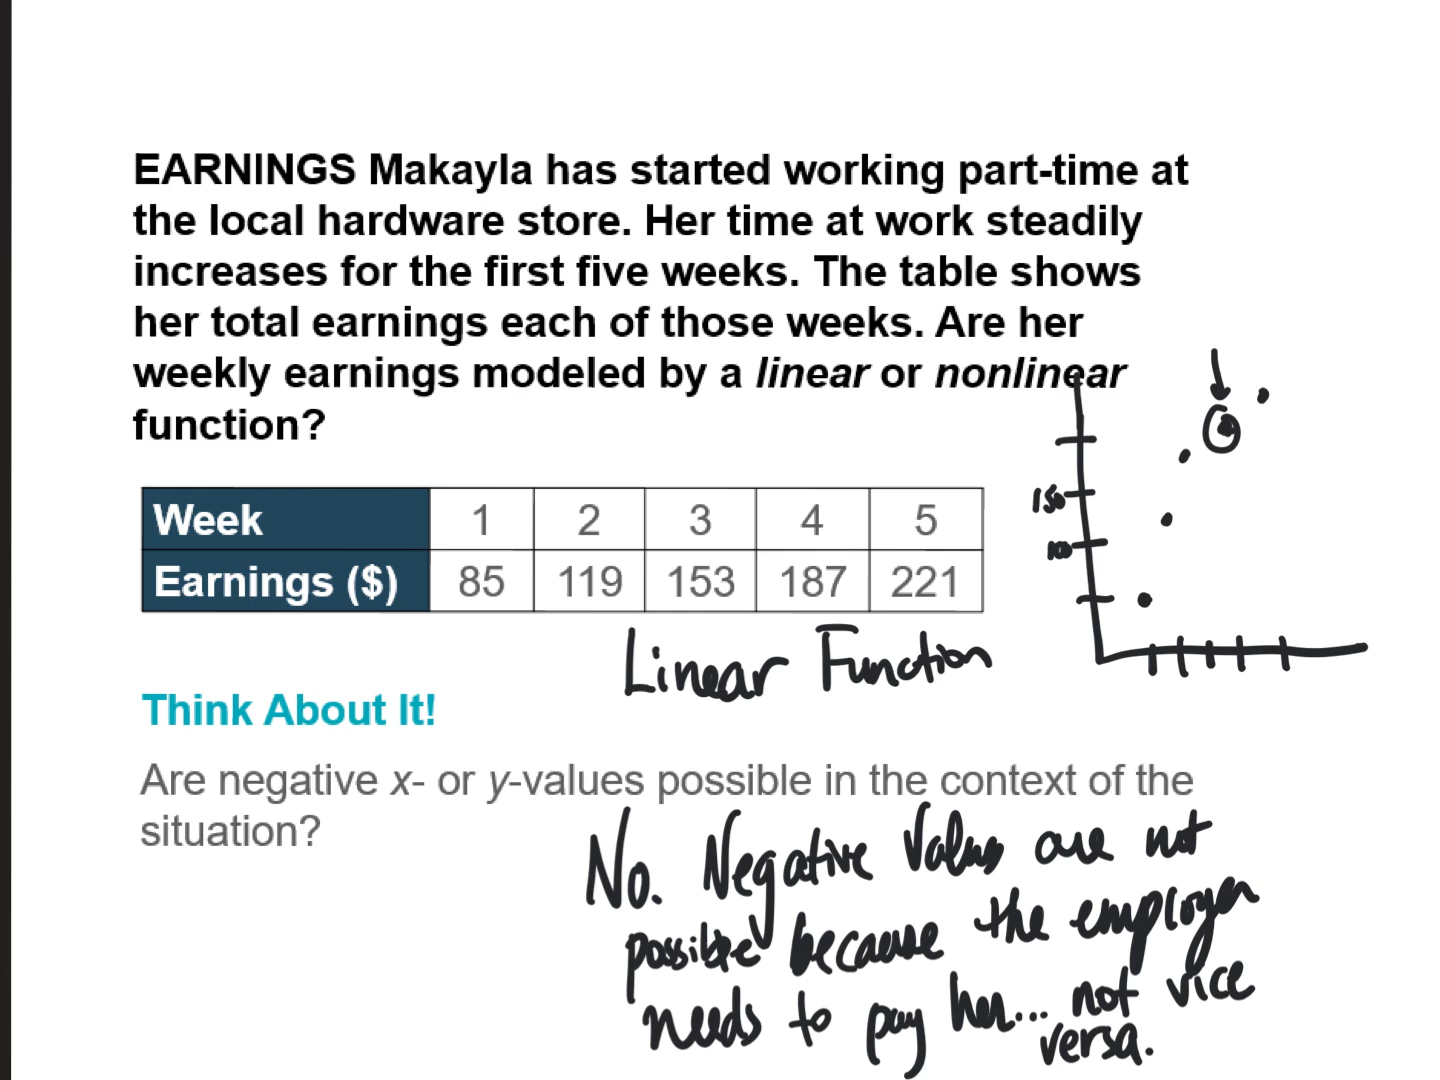 EARNINGS Makayla has started working part-time at
the local hardware store. Her time at work steadily
increases for the first five weeks. The table shows
her total earnings each of those weeks. Are her
weekly earnings modeled by a linear or nonlinear
function?
Week 1 2 3 4 5
Earnings ($) 85 119 153 187 221
150
100
Linear Function
Think About It!
Are negative x- or y-values possible in the context of the
situation?
No. Negative Values are not
possible because the employer
needs to pay her... not vice
versa.